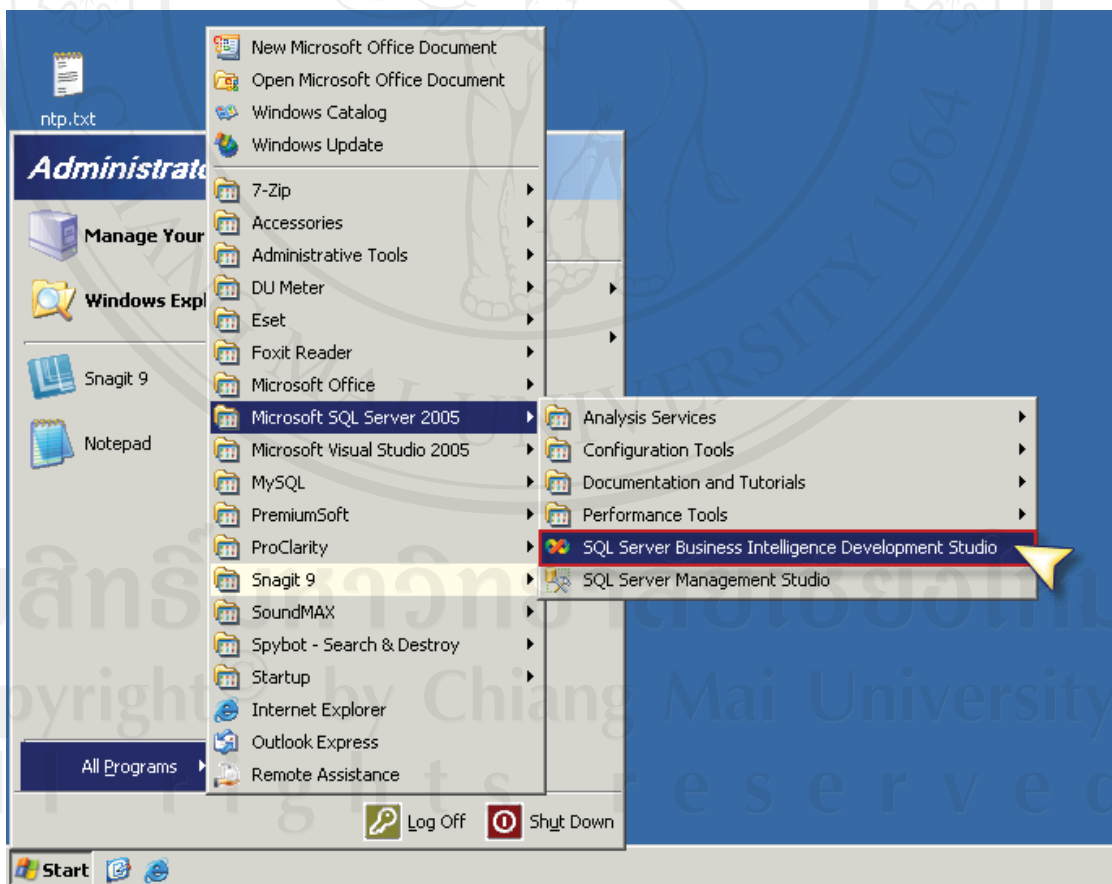 ntp.txt
Administrato
Manage Your
Windows Expl
Snagit 9
Notepad
All Programs
New Microsoft Office Document
Open Microsoft Office Document
Windows Catalog
Windows Update
7-Zip
Accessories
Administrative Tools
DU Meter
Eset
Foxit Reader
Microsoft Office
Microsoft SQL Server 2005
Microsoft Visual Studio 2005
MySQL
PremiumSoft
ProClarity
Snagit 9
SoundMAX
Spybot - Search & Destroy
Startup
Internet Explorer
Outlook Express
Remote Assistance
Analysis Services
Configuration Tools
Documentation and Tutorials
Performance Tools
SQL Server Business Intelligence Development Studio
SQL Server Management Studio
Log Off
Shut Down
Start
MAI UNIVERSITY 1964
opyright© by Chiang Mai University
l rights reserved